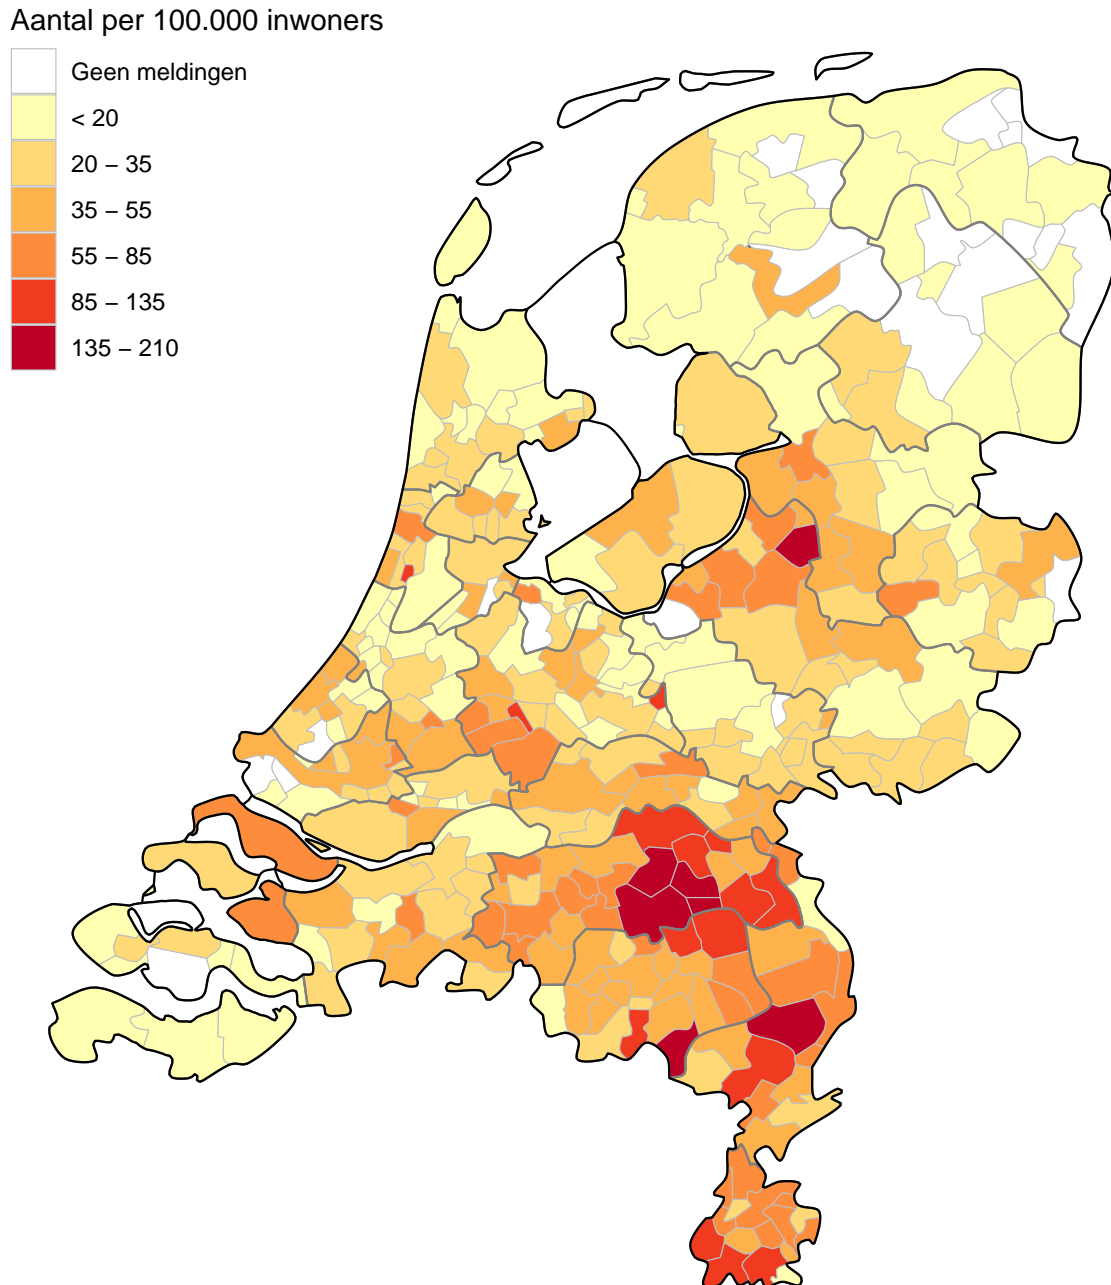 Aantal per 100.000 inwoners
Geen meldingen
< 20
20 – 35
35 – 55
55 – 85
85 – 135
135 – 210